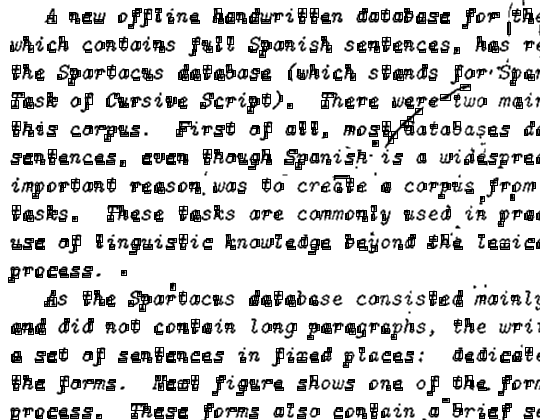 A new offline handwritten database for the
which contains full Spanish sentences, has re
the Spartacus database (which stands for Span
Task of Cursive Script). There were two main
this corpus. First of all, most databases do
sentences, even though Spanish is a widesprea
important reason was to create a corpus from
tasks. These tasks are commonly used in prac
use of linguistic knowledge beyond the lexico
process.
As the Spartacus database consisted mainly
and did not contain long paragraphs, the writ
a set of sentences in fixed places: dedicate
the forms. Next figure shows one of the form
process. These forms also contain a brief se